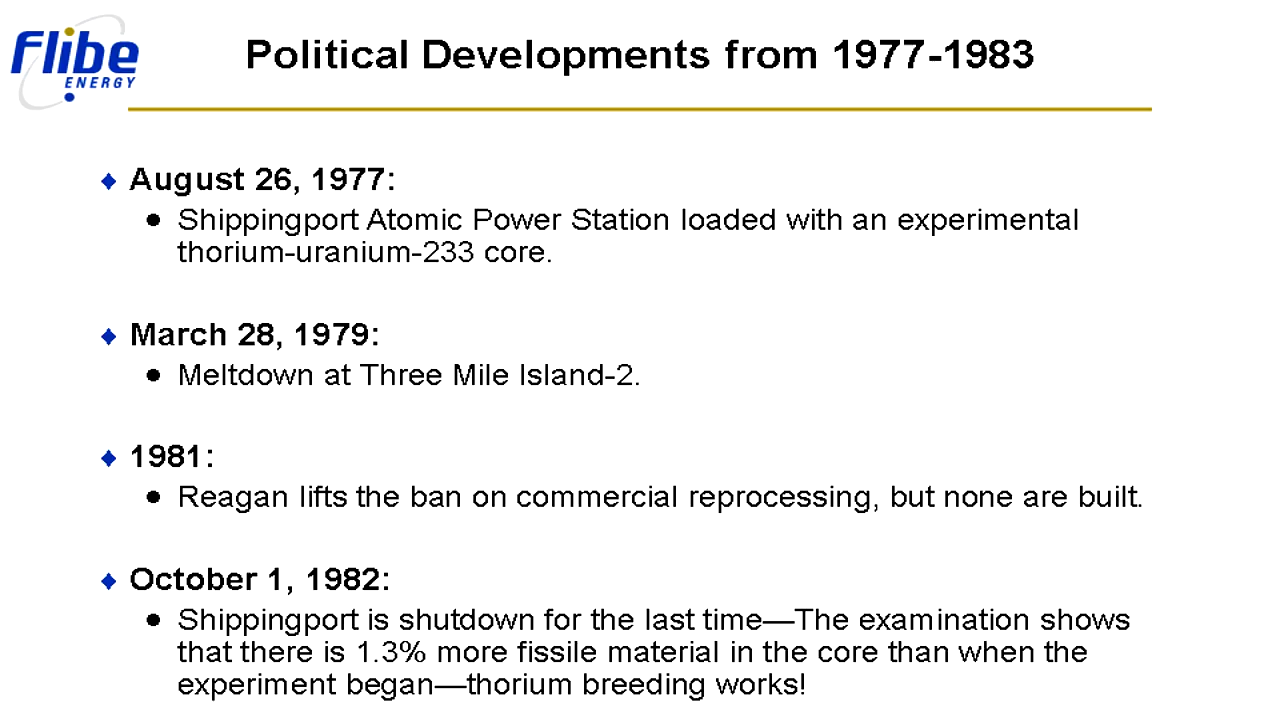 Flibe
ENERGY
Political Developments from 1977-1983
August 26, 1977:
Shippingport Atomic Power Station loaded with an experimental
thorium-uranium-233 core.
March 28, 1979:
Meltdown at Three Mile Island-2.
1981:
Reagan lifts the ban on commercial reprocessing, but none are built.
October 1, 1982:
Shippingport is shutdown for the last time—The examination shows
that there is 1.3% more fissile material in the core than when the
experiment began—thorium breeding works!